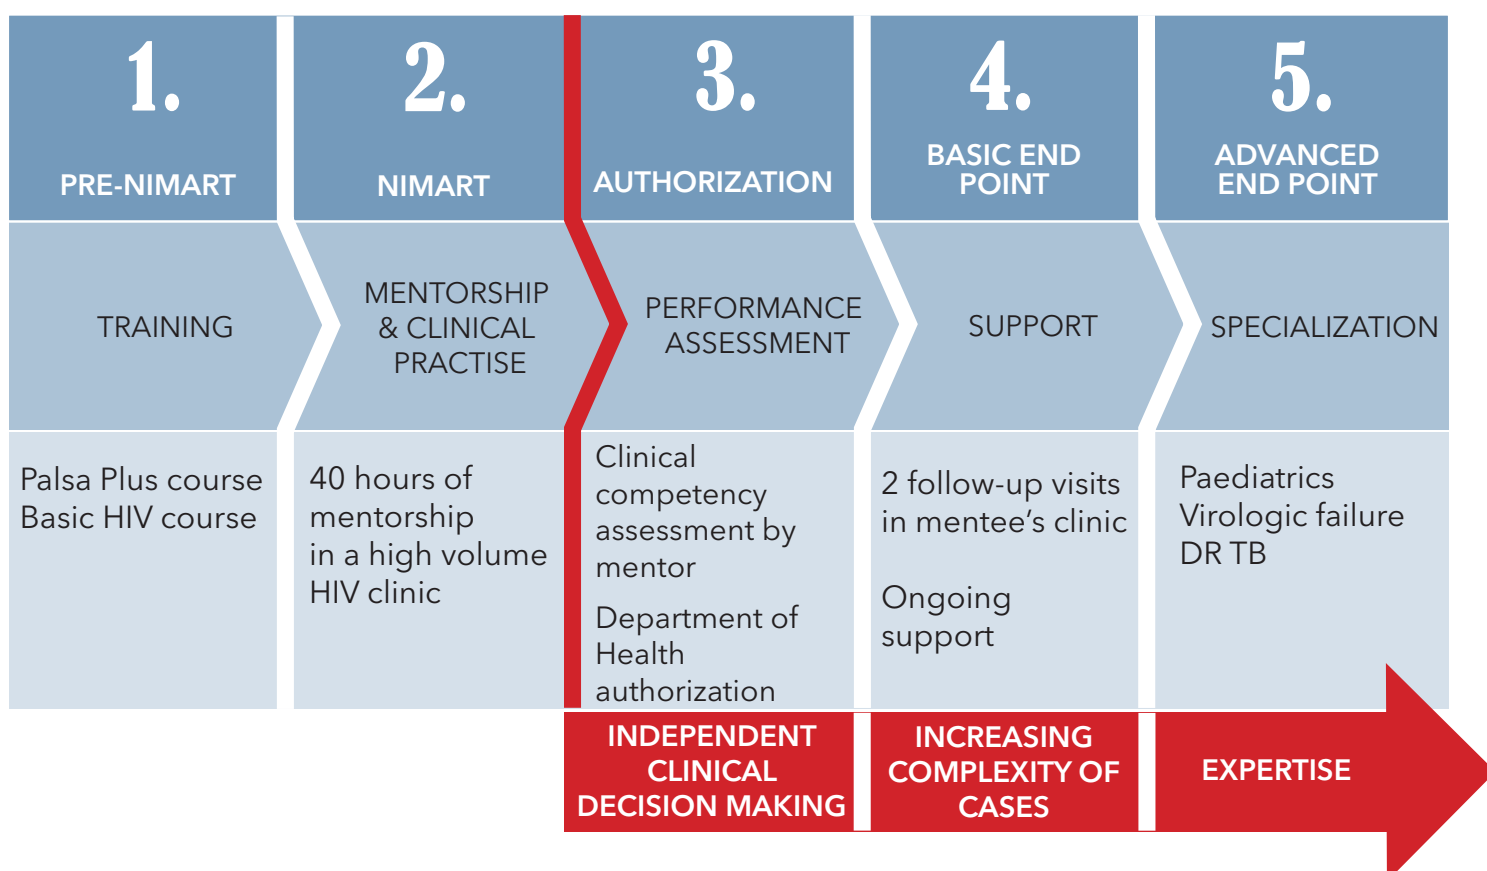 1.
PRE-NIMART
2.
NIMART
3.
AUTHORIZATION
4.
BASIC END
POINT
5.
ADVANCED
END POINT
TRAINING
MENTORSHIP
& CLINICAL
PRACTISE
PERFORMANCE
ASSESSMENT
SUPPORT
SPECIALIZATION
Palsa Plus course
Basic HIV course
40 hours of
mentorship
in a high volume
HIV clinic
Clinical
competency
assessment by
mentor
Department of
Health
authorization
2 follow-up visits
in mentee's clinic
Ongoing
support
Paediatrics
Virologic failure
DR TB
INDEPENDENT
CLINICAL
DECISION MAKING
INCREASING
COMPLEXITY OF
CASES
EXPERTISE